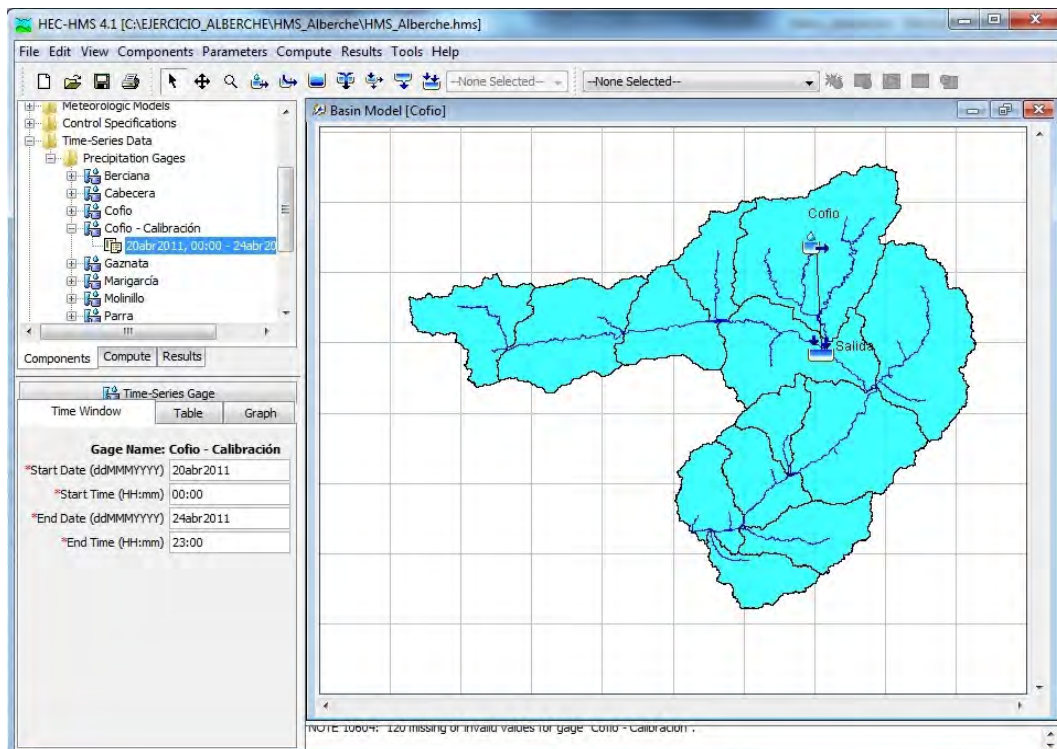 HEC-HMS 4.1 [C:\EJERCICIO_ALBERCHE\HMS_Alberche\HMS_Alberche.hms]
File Edit View Components Parameters Compute Results Tools Help
--None Selected-- --None Selected--
Meteorologic Models
Control Specifications
Time-Series Data
Precipitation Gages
Berciana
Cabecera
Cofio
Cofio - Calibración
20abr2011, 00:00 - 24abr20
Gaznata
Marigarcía
Molinillo
Parra
Components Compute Results
Time-Series Gage
Time Window Table Graph
Gage Name: Cofio - Calibración
*Start Date (ddMMMYYYY) 20abr2011
*Start Time (HH:mm) 00:00
*End Date (ddMMMYYYY) 24abr2011
*End Time (HH:mm) 23:00
Basin Model [Cofio]
Cofio
Salida
NOTE 10604: 120 missing or invalid values for gage "Cofio - Calibración".